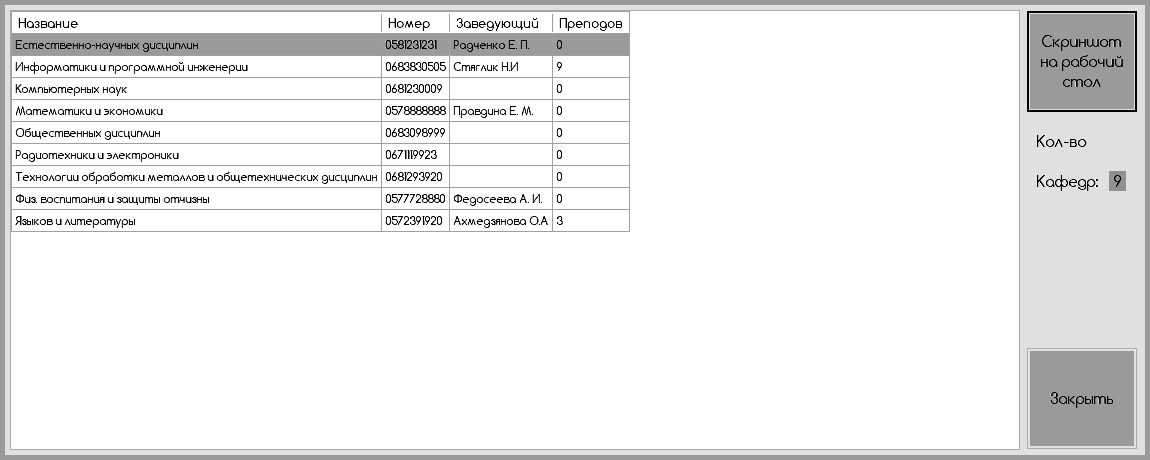 Название Номер Заведующий Преподов
Естественно-научных дисциплин 0581231231 Радченко Е. П. 0
Информатики и программной инженерии 0683830505 Стяглик Н.И 9
Компьютерных наук 0681230009 0
Математики и экономики 0578888888 Правдина Е. М. 0
Общественных дисциплин 0683098999 0
Радиотехники и электроники 0671119923 0
Технологии обработки металлов и общетехнических дисциплин 0681293920 0
Физ. воспитания и защиты отчизны 0577728880 Федосеева А. И. 0
Языков и литературы 0572391920 Ахмедзянова О.А 3
Скриншот
на рабочий
стол
Кол-во
Кафедр: 9
Закрыть